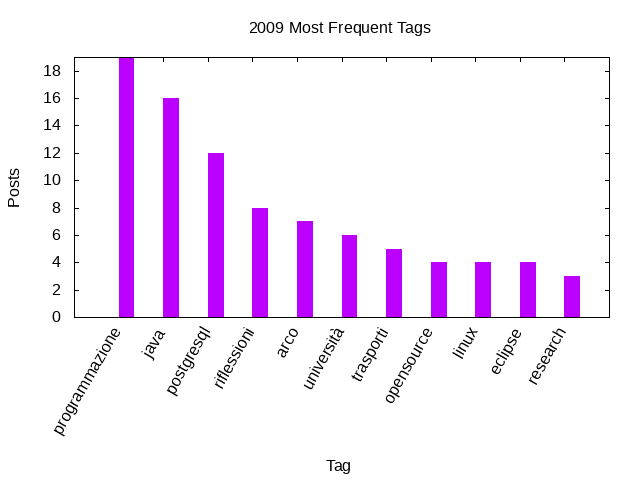 2009 Most Frequent Tags
18
16
14
12
10
8
6
4
2
0
Posts
programmazione
java
postgresql
riflessioni
arco
università
trasporti
opensource
linux
eclipse
research
Tag